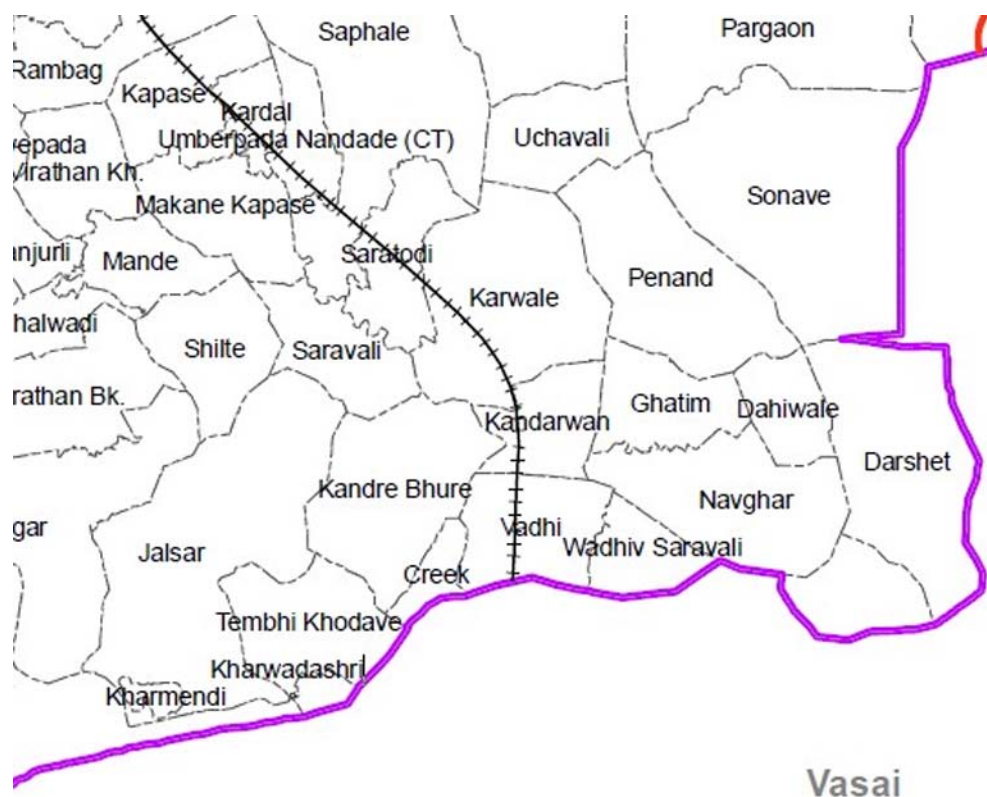 Saphale
Pargaon
Rambag
Kapase
Kardal
Umberpada Nandade (CT)
Uchavali
vepada
Virathan Kh.
Makane Kapase
Sonave
anjurli
Mande
Saratodi
Penand
Karwale
halwadi
Shilte
Saravali
rathan Bk.
Kandarwan
Ghatim
Dahiwale
Darshet
Kandre Bhure
Navghar
gar
Jalsar
Vadhi
Wadhiv Saravali
Creek
Tembhi Khodave
Kharwadashri
Kharmendi
Vasai